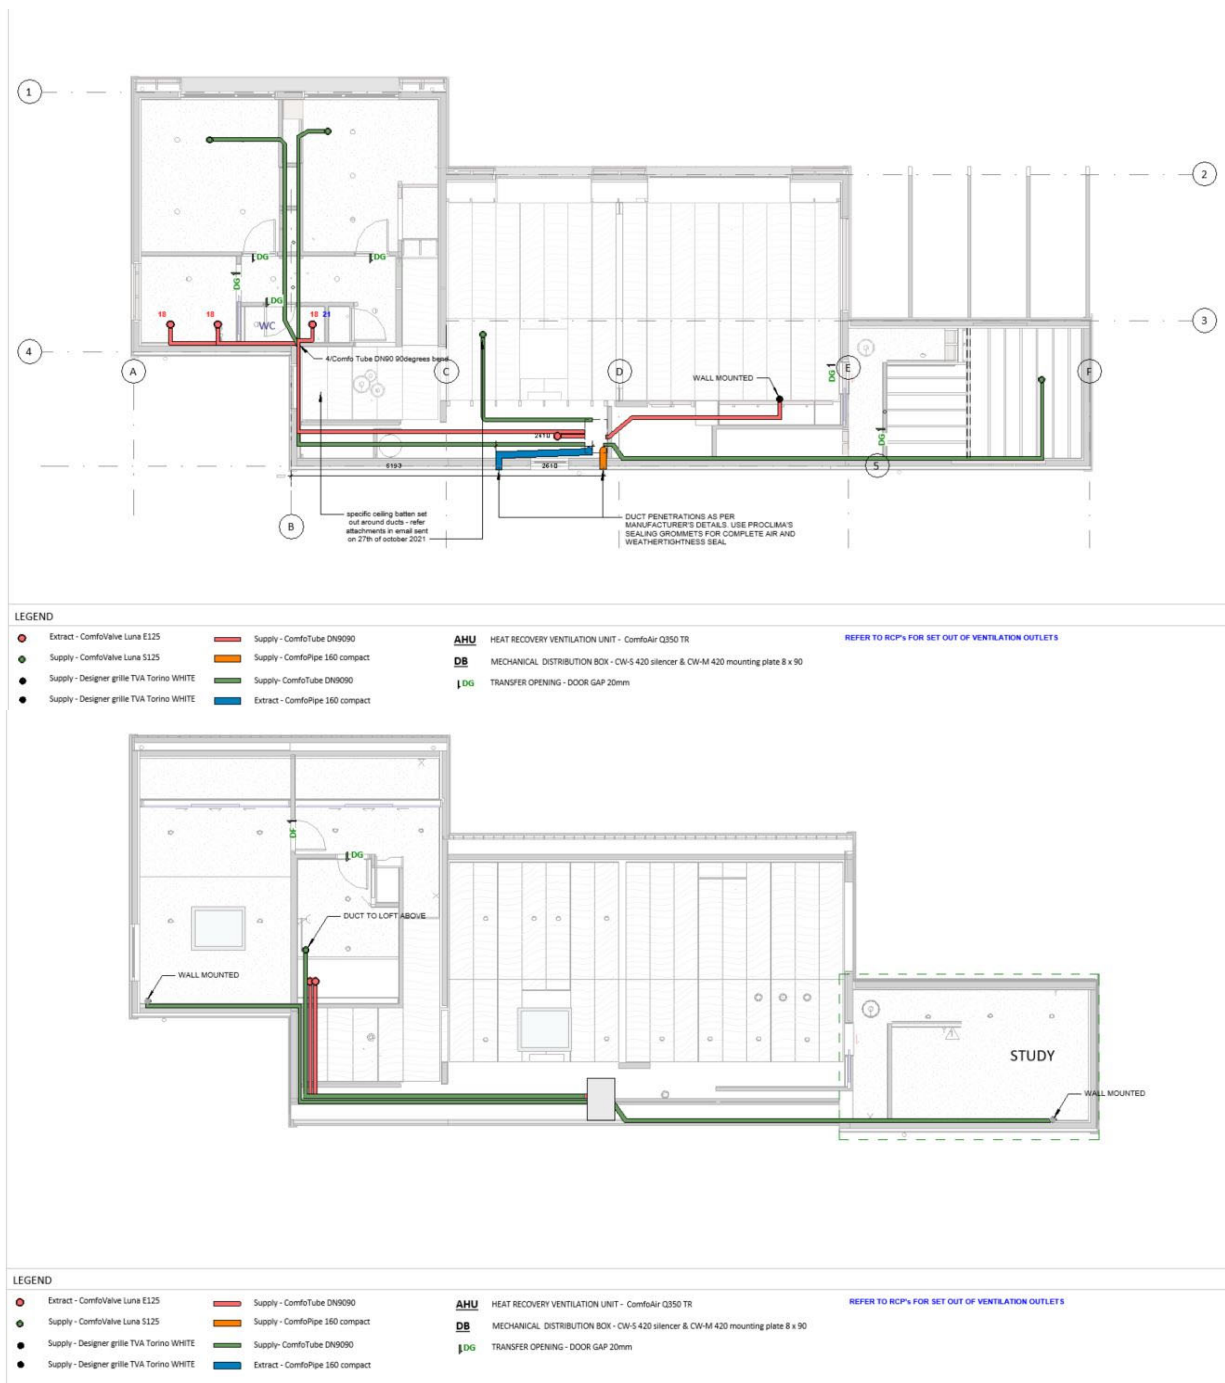 1
2
DG
DG
DG
DG
18
18
18 21
WC
3
4
4/Comfo Tube DN90 90degrees bend
A
C
D
E
F
WALL MOUNTED
DG
DG
2410
5
6193
2610
B
specific ceiling batten set
out around ducts - refer
attachments in email sent
on 27th of october 2021
DUCT PENETRATIONS AS PER
MANUFACTURER'S DETAILS. USE PROCLIMA'S
SEALING GROMMETS FOR COMPLETE AIR AND
WEATHERTIGHTNESS SEAL
LEGEND
Extract - ComfoValve Luna E125
Supply - ComfoValve Luna S125
Supply - Designer grille TVA Torino WHITE
Supply - Designer grille TVA Torino WHITE
Supply - ComfoTube DN9090
Supply - ComfoPipe 160 compact
Supply- ComfoTube DN9090
Extract - ComfoPipe 160 compact
AHU HEAT RECOVERY VENTILATION UNIT - ComfoAir Q350 TR
DB MECHANICAL DISTRIBUTION BOX - CW-S 420 silencer & CW-M 420 mounting plate 8 x 90
DG TRANSFER OPENING - DOOR GAP 20mm
REFER TO RCP's FOR SET OUT OF VENTILATION OUTLETS
DF
DG
DUCT TO LOFT ABOVE
WALL MOUNTED
STUDY
WALL MOUNTED
LEGEND
Extract - ComfoValve Luna E125
Supply - ComfoValve Luna S125
Supply - Designer grille TVA Torino WHITE
Supply - Designer grille TVA Torino WHITE
Supply - ComfoTube DN9090
Supply - ComfoPipe 160 compact
Supply- ComfoTube DN9090
Extract - ComfoPipe 160 compact
AHU HEAT RECOVERY VENTILATION UNIT - ComfoAir Q350 TR
DB MECHANICAL DISTRIBUTION BOX - CW-S 420 silencer & CW-M 420 mounting plate 8 x 90
DG TRANSFER OPENING - DOOR GAP 20mm
REFER TO RCP's FOR SET OUT OF VENTILATION OUTLETS